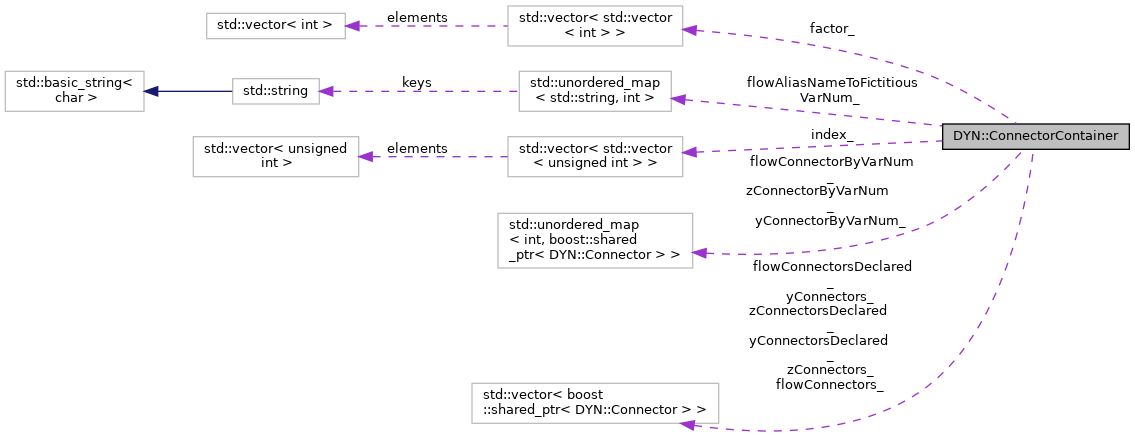 std::vector< int >
elements
std::vector< std::vector
< int > >
factor_
std::basic_string<
char >
std::string
keys
std::unordered_map
< std::string, int >
flowAliasNameToFictitious
VarNum_
DYN::ConnectorContainer
std::vector< unsigned
int >
elements
std::vector< std::vector
< unsigned int > >
index_
flowConnectorByVarNum
_
zConnectorByVarNum
_
yConnectorByVarNum_
std::unordered_map
< int, boost::shared
_ptr< DYN::Connector > >
flowConnectorsDeclared
_
yConnectors_
zConnectorsDeclared
_
yConnectorsDeclared
_
zConnectors_
flowConnectors_
std::vector< boost
::shared_ptr< DYN::Connector > >